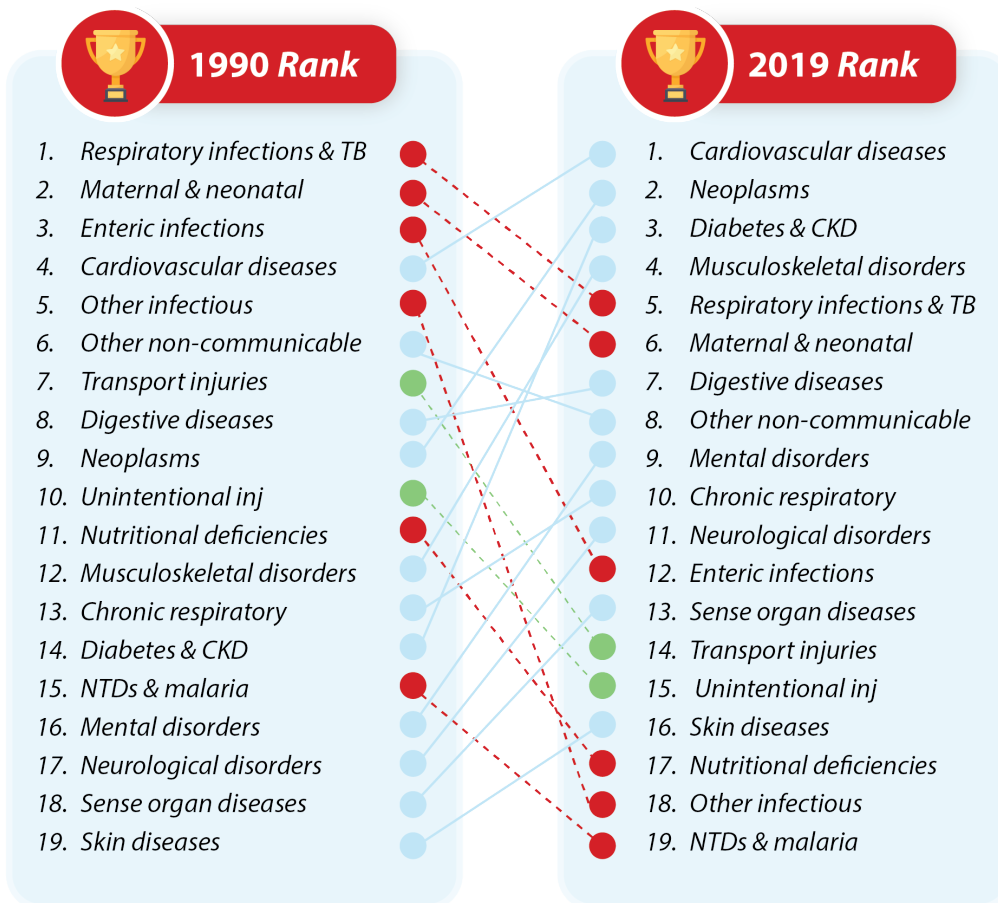 1990 Rank
1. Respiratory infections & TB
2. Maternal & neonatal
3. Enteric infections
4. Cardiovascular diseases
5. Other infectious
6. Other non-communicable
7. Transport injuries
8. Digestive diseases
9. Neoplasms
10. Unintentional inj
11. Nutritional deficiencies
12. Musculoskeletal disorders
13. Chronic respiratory
14. Diabetes & CKD
15. NTDs & malaria
16. Mental disorders
17. Neurological disorders
18. Sense organ diseases
19. Skin diseases
2019 Rank
1. Cardiovascular diseases
2. Neoplasms
3. Diabetes & CKD
4. Musculoskeletal disorders
5. Respiratory infections & TB
6. Maternal & neonatal
7. Digestive diseases
8. Other non-communicable
9. Mental disorders
10. Chronic respiratory
11. Neurological disorders
12. Enteric infections
13. Sense organ diseases
14. Transport injuries
15. Unintentional inj
16. Skin diseases
17. Nutritional deficiencies
18. Other infectious
19. NTDs & malaria